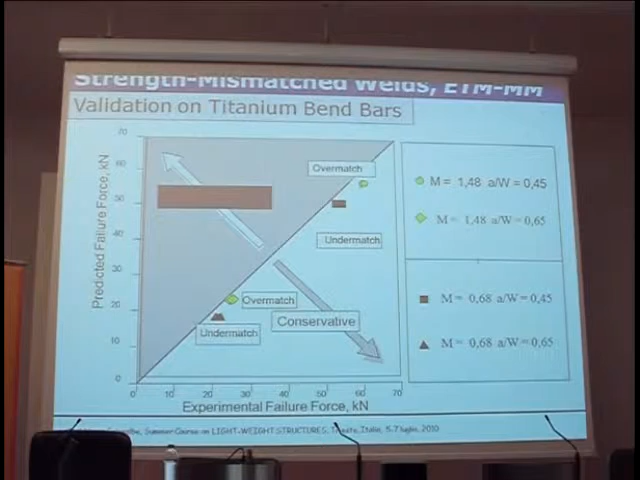 Strength-Mismatched Welds, ETM-MM
Validation on Titanium Bend Bars
Predicted Failure Force, kN
70
60
50
40
30
20
10
0
Overmatch
Undermatch
Overmatch
Undermatch
Conservative
0 10 20 30 40 50 60 70
Experimental Failure Force, kN
M = 1,48 a/W = 0,45
M = 1,48 a/W = 0,65
M = 0,68 a/W = 0,45
M = 0,68 a/W = 0,65
Summer Course on LIGHT-WEIGHT STRUCTURES, Trieste, Italia, 5-7 luglio, 2010